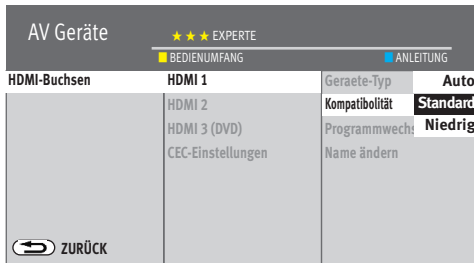 AV Geräte
★ ★ ★ EXPERTE
BEDIENUMFANG ANLEITUNG
HDMI-Buchsen HDMI 1 Geraete-Typ Auto
HDMI 2 Kompatibolität Standard
HDMI 3 (DVD) Programmwechs Niedrig
CEC-Einstellungen Name ändern
ZURÜCK